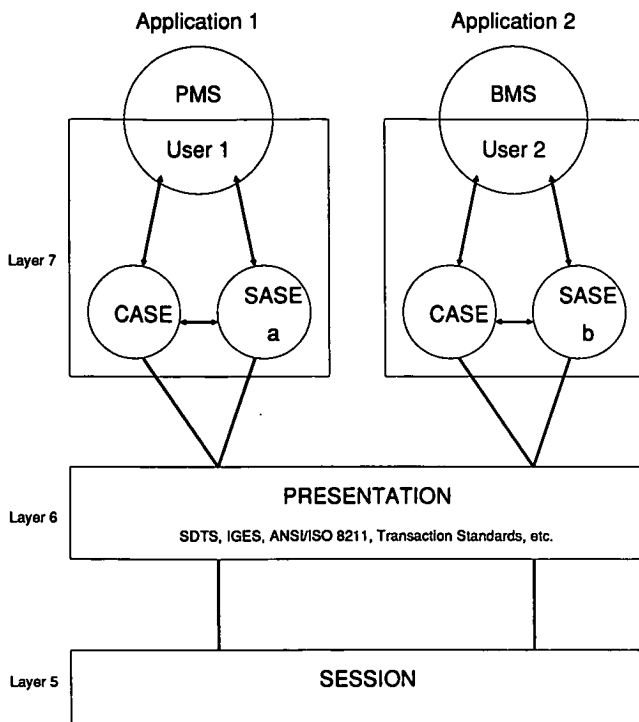 Application 1
Application 2
PMS
User 1
BMS
User 2
Layer 7
CASE
SASE
a
CASE
SASE
b
PRESENTATION
Layer 6
SDTS, IGES, ANSI/ISO 8211, Transaction Standards, etc.
Layer 5
SESSION